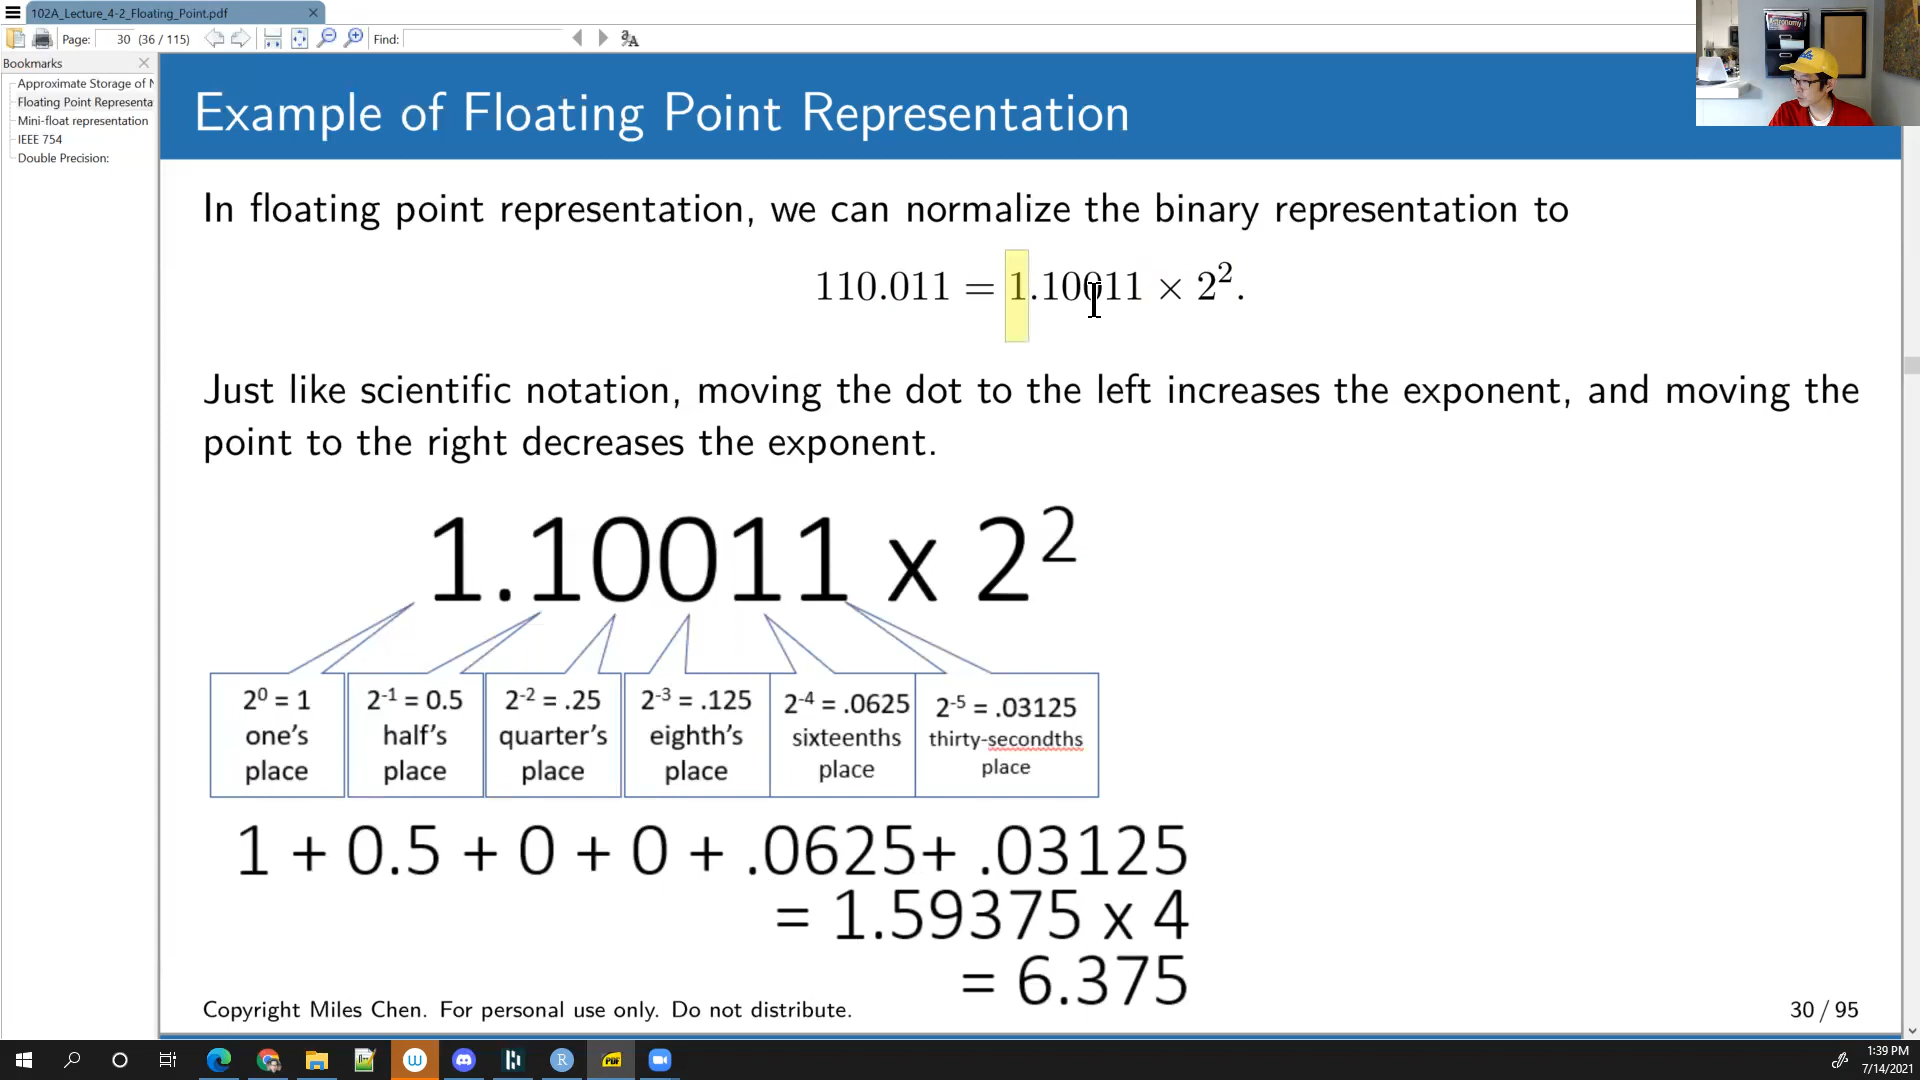 102A_Lecture_4-2_Floating_Point.pdf
Page: 30 (36 / 115) Find:
Bookmarks
Approximate Storage of N
Floating Point Representa
Mini-float representation
IEEE 754
Double Precision:
Example of Floating Point Representation
In floating point representation, we can normalize the binary representation to
110.011 = 1.10011 × 2².
Just like scientific notation, moving the dot to the left increases the exponent, and moving the
point to the right decreases the exponent.
1.10011 x 2²
2⁰ = 1 one's place
2⁻¹ = 0.5 half's place
2⁻² = .25 quarter's place
2⁻³ = .125 eighth's place
2⁻⁴ = .0625 sixteenths place
2⁻⁵ = .03125 thirty-secondths place
1 + 0.5 + 0 + 0 + .0625+ .03125
= 1.59375 x 4
= 6.375
Copyright Miles Chen. For personal use only. Do not distribute.
30 / 95
1:39 PM
7/14/2021